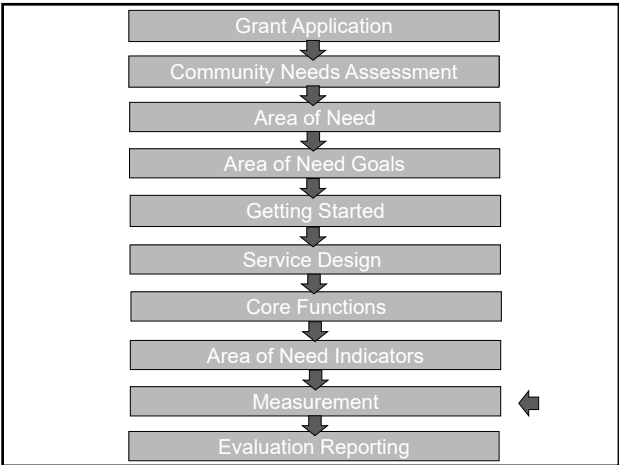 Grant Application
Community Needs Assessment
Area of Need
Area of Need Goals
Getting Started
Service Design
Core Functions
Area of Need Indicators
Measurement
Evaluation Reporting